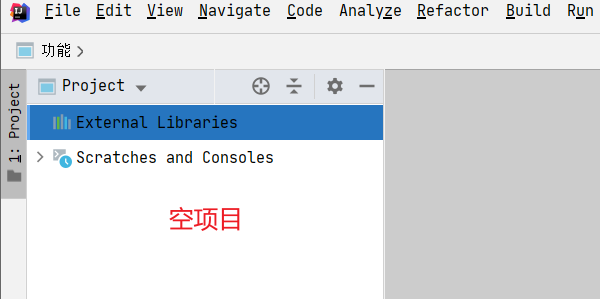 File Edit View Navigate Code Analyze Refactor Build Run
功能
1: Project
Project
External Libraries
Scratches and Consoles
空项目